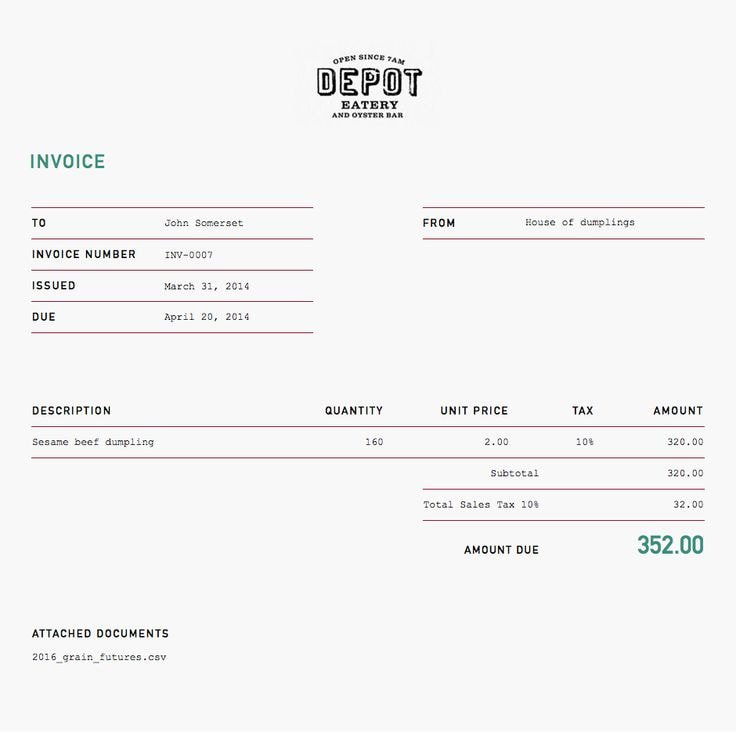 OPEN SINCE 7AM
DEPOT
EATERY
AND OYSTER BAR
INVOICE
TO John Somerset
INVOICE NUMBER INV-0007
ISSUED March 31, 2014
DUE April 20, 2014
FROM House of dumplings
DESCRIPTION QUANTITY UNIT PRICE TAX AMOUNT
Sesame beef dumpling 160 2.00 10% 320.00
Subtotal 320.00
Total Sales Tax 10% 32.00
AMOUNT DUE 352.00
ATTACHED DOCUMENTS
2016_grain_futures.csv